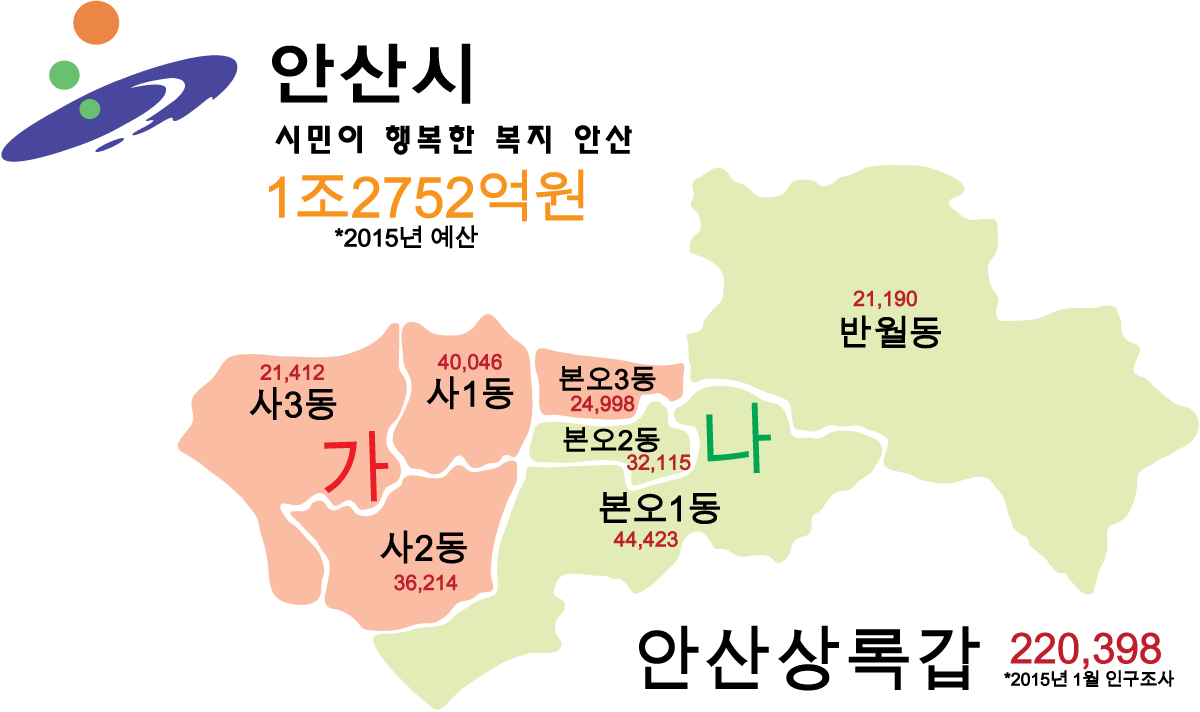 안산시
시민이 행복한 복지 안산
1조2752억원
*2015년 예산
21,190
반월동
21,412
사3동
40,046
사1동
본오3동
24,998
가
본오2동
32,115
나
본오1동
44,423
사2동
36,214
안산상록갑
220,398
*2015년 1월 인구조사